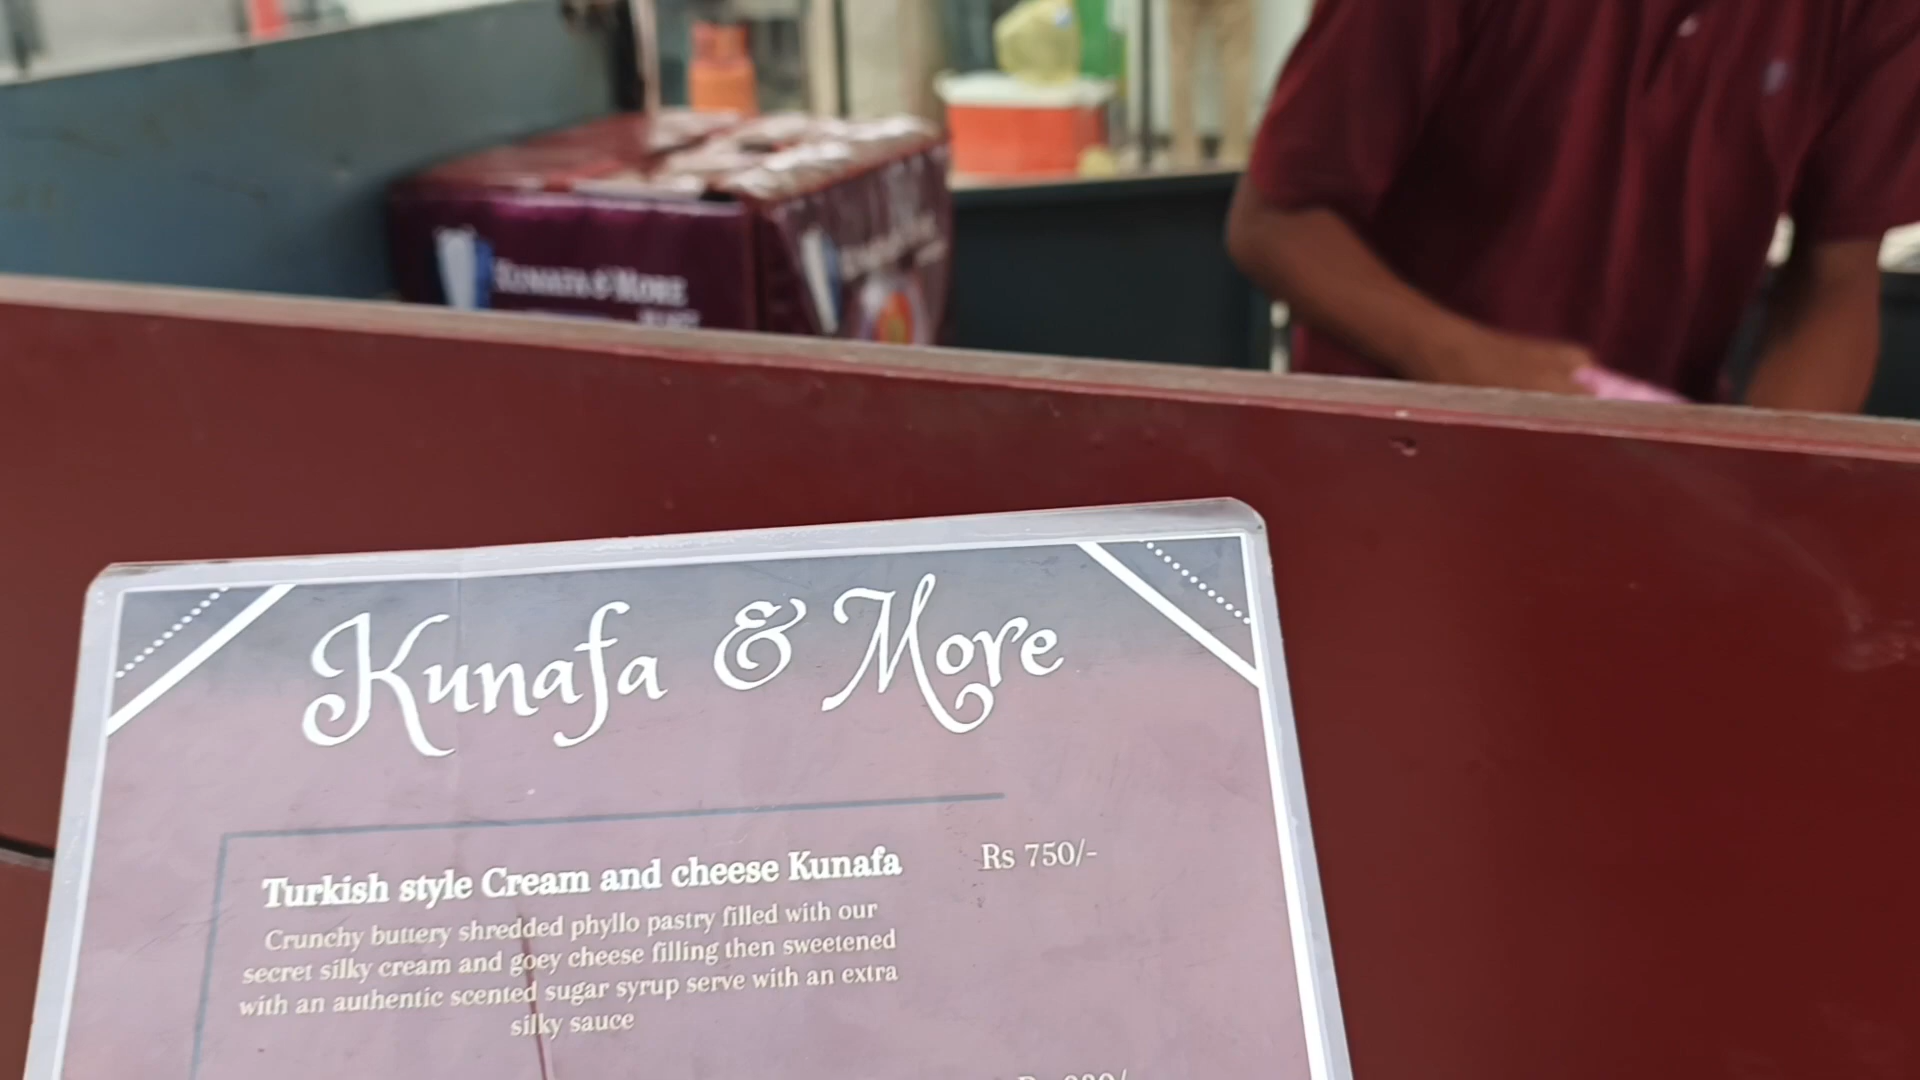 KUNAFA & MORE
Kunafa & More
Turkish style Cream and cheese Kunafa
Rs 750/-
Crunchy buttery shredded phyllo pastry filled with our
secret silky cream and goey cheese filling then sweetened
with an authentic scented sugar syrup serve with an extra
silky sauce